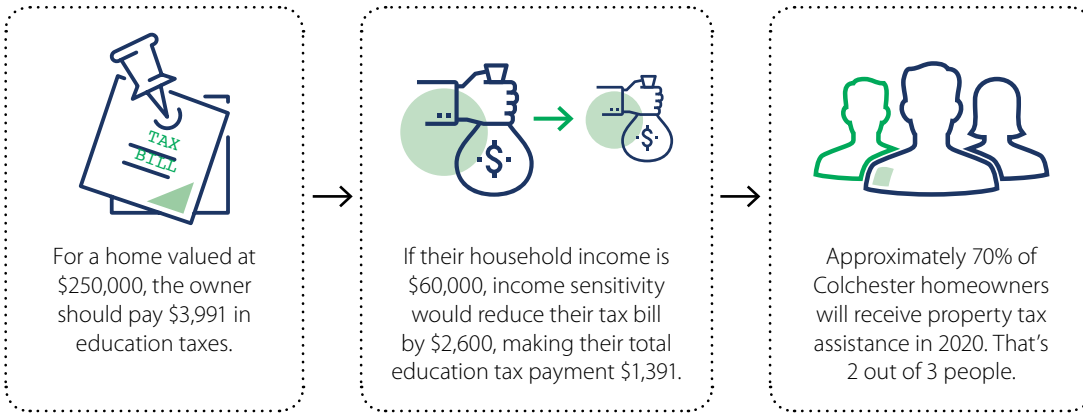 TAX
BILL
For a home valued at
$250,000, the owner
should pay $3,991 in
education taxes.
$
$
If their household income is
$60,000, income sensitivity
would reduce their tax bill
by $2,600, making their total
education tax payment $1,391.
Approximately 70% of
Colchester homeowners
will receive property tax
assistance in 2020. That’s
2 out of 3 people.